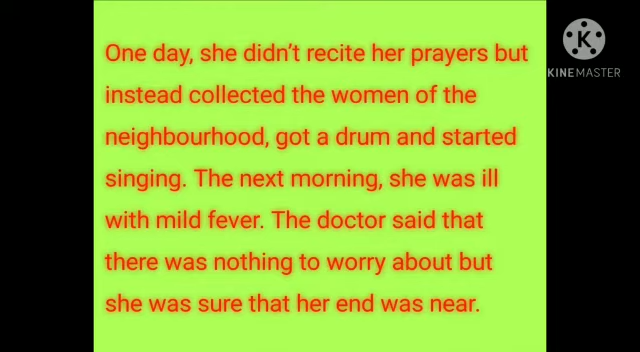 One day, she didn't recite her prayers but
instead collected the women of the
neighbourhood, got a drum and started
singing. The next morning, she was ill
with mild fever. The doctor said that
there was nothing to worry about but
she was sure that her end was near.
K
KINEMASTER